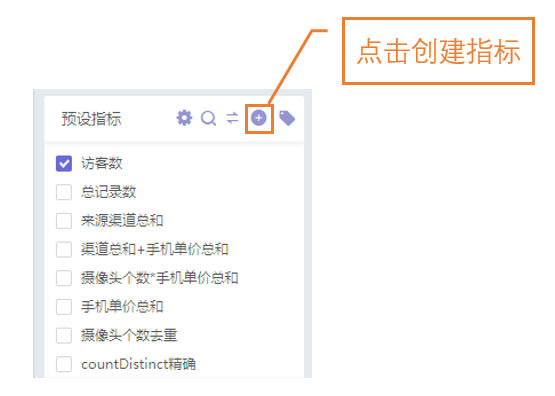 点击创建指标
预设指标
访客数
总记录数
来源渠道总和
渠道总和+手机单价总和
摄像头个数*手机单价总和
手机单价总和
摄像头个数去重
countDistinct精确